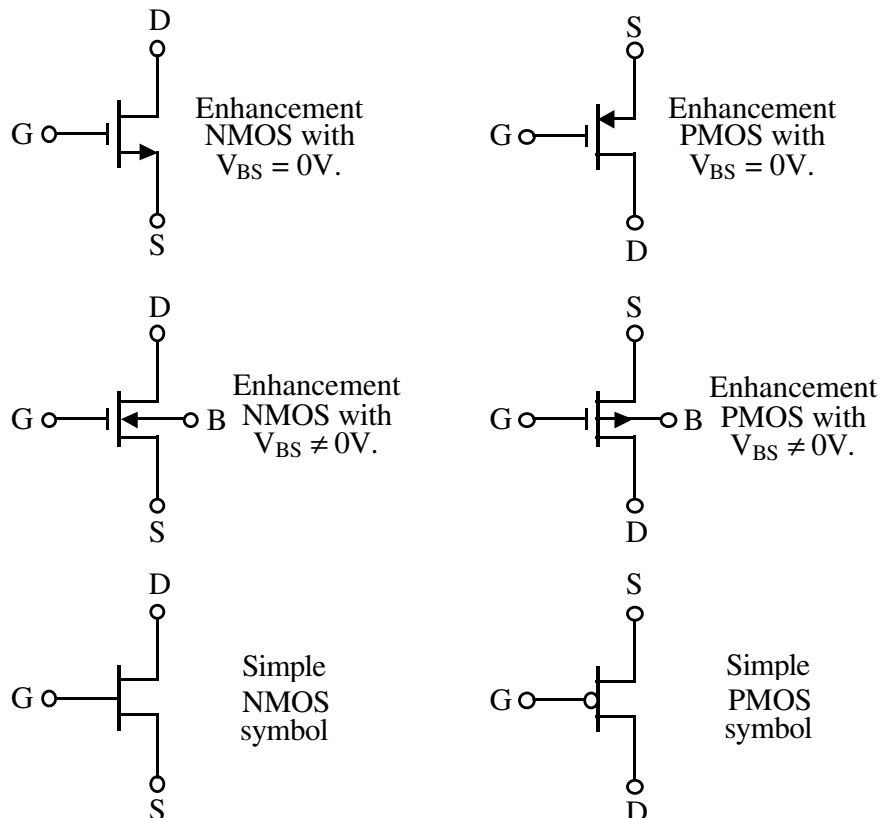 D
G
Enhancement
NMOS with
V_BS = 0V.
S
S
G
Enhancement
PMOS with
V_BS = 0V.
D
D
G
B
Enhancement
NMOS with
V_BS ≠ 0V.
S
S
G
B
Enhancement
PMOS with
V_BS ≠ 0V.
D
D
G
Simple
NMOS
symbol
S
S
G
Simple
PMOS
symbol
D